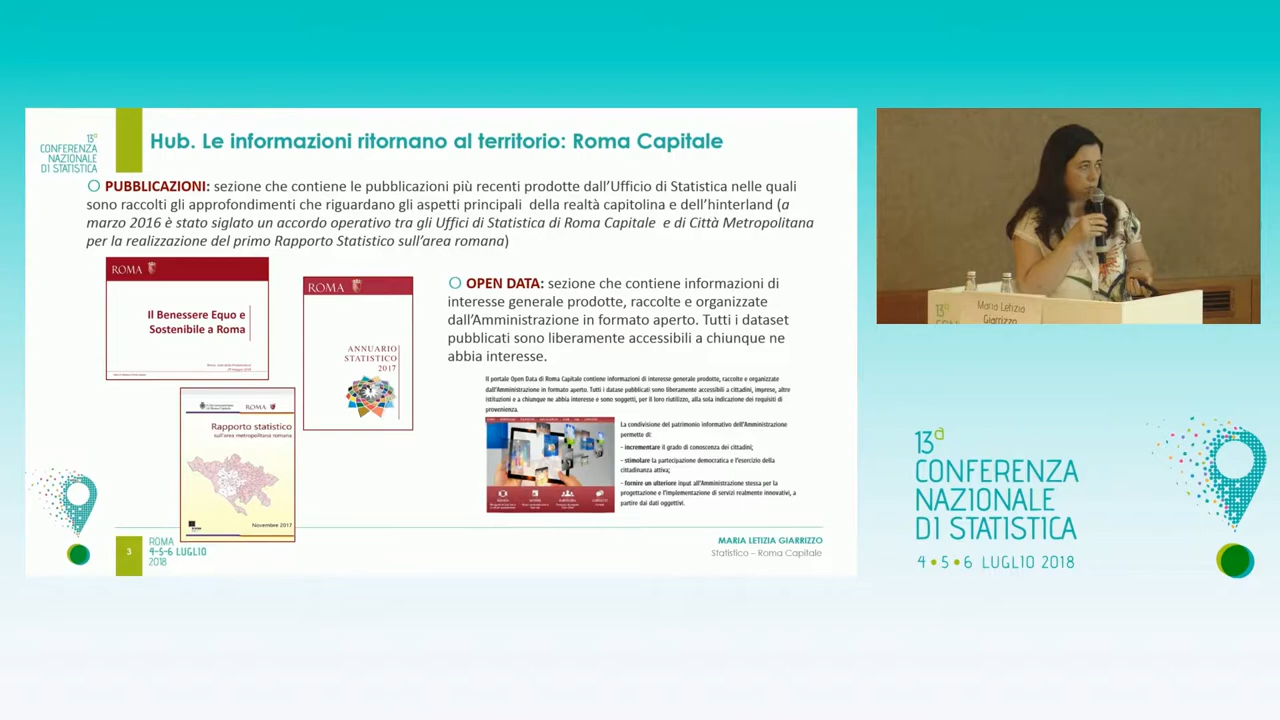 13ª
CONFERENZA
NAZIONALE
DI STATISTICA
Hub. Le informazioni ritornano al territorio: Roma Capitale
PUBBLICAZIONI: sezione che contiene le pubblicazioni più recenti prodotte dall'Ufficio di Statistica nelle quali
sono raccolti gli approfondimenti che riguardano gli aspetti principali della realtà capitolina e dell'hinterland (a
marzo 2016 è stato siglato un accordo operativo tra gli Uffici di Statistica di Roma Capitale e di Città Metropolitana
per la realizzazione del primo Rapporto Statistico sull'area romana)
ROMA
Il Benessere Equo e
Sostenibile a Roma
ROMA
ANNUARIO
STATISTICO
2017
ROMA
Rapporto statistico
sull'area metropolitana romana
Novembre 2017
OPEN DATA: sezione che contiene informazioni di
interesse generale prodotte, raccolte e organizzate
dall'Amministrazione in formato aperto. Tutti i dataset
pubblicati sono liberamente accessibili a chiunque ne
abbia interesse.
Il portale Open Data di Roma Capitale contiene informazioni di interesse generale prodotte, raccolte e organizzate
dall'Amministrazione in formato aperto. Tutti i datase pubblicati sono liberamente accessibili a cittadini, imprese, altre
istituzioni e a chiunque ne abbia interesse e sono soggetti, per il loro riutilizzo, alla sola indicazione dei requisiti di
provenienza.
La condivisione del patrimonio informativo dell'Amministrazione
permette di:
- incrementare il grado di conoscenza dei cittadini;
- stimolare la partecipazione democratica e l'esercizio della
cittadinanza attiva;
- fornire un ulteriore input all'Amministrazione stessa per la
progettazione e l'implementazione di servizi realmente innovativi, a
partire dai dati oggettivi.
3
ROMA
4-5-6 LUGLIO
2018
MARIA LETIZIA GIARRIZZO
Statistico – Roma Capitale
13ª
Maria Letizia
Giarrizzo
13ª
CONFERENZA
NAZIONALE
DI STATISTICA
4 • 5 • 6 LUGLIO 2018